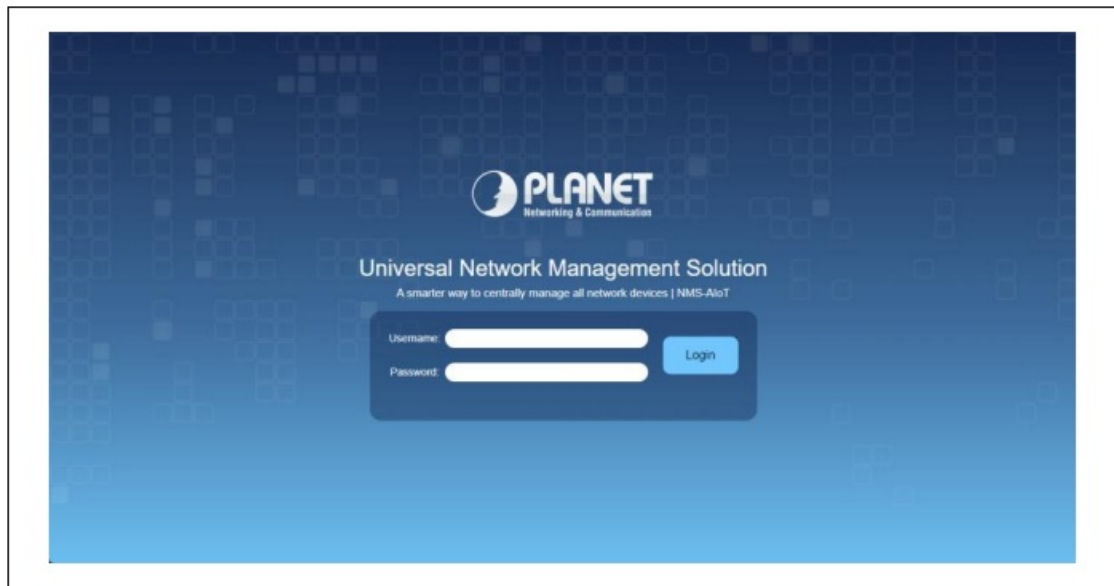 PLANET
Networking & Communication
Universal Network Management Solution
A smarter way to centrally manage all network devices | NMS-AIoT
Username:
Login
Password: